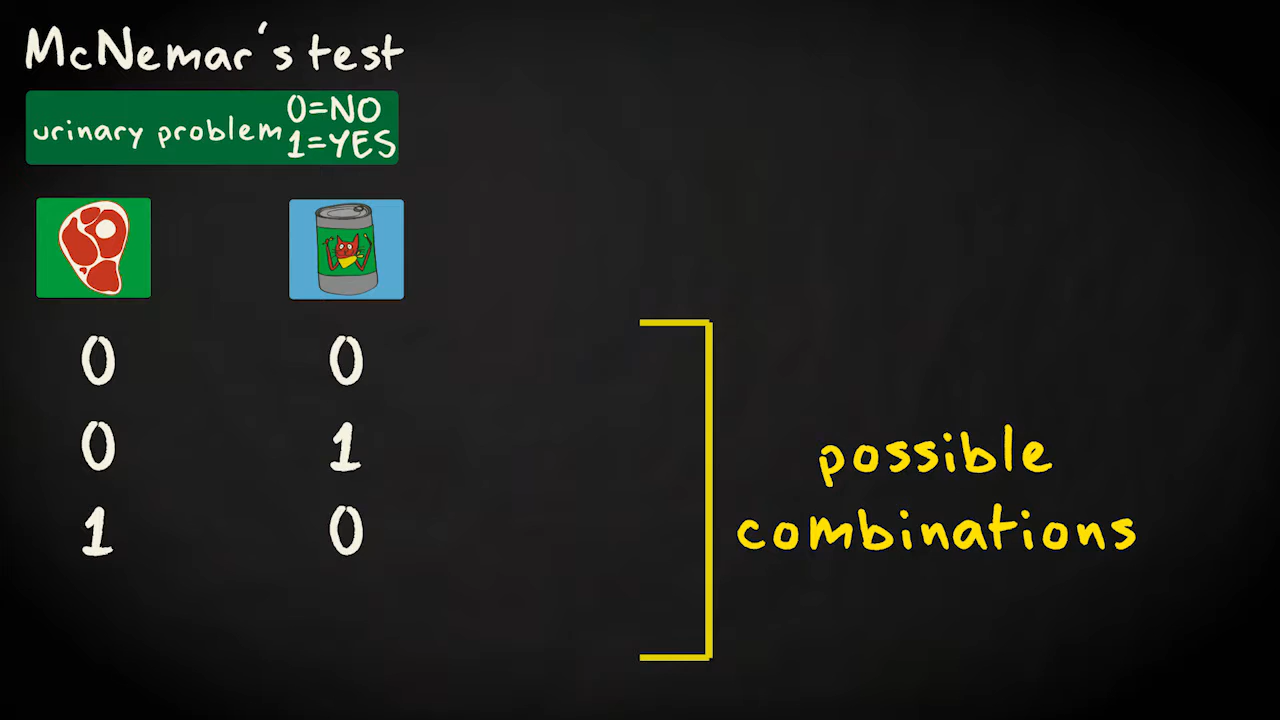 McNemar's test
urinary problem
0=NO
1=YES
0 0
0 1
1 0
possible
combinations